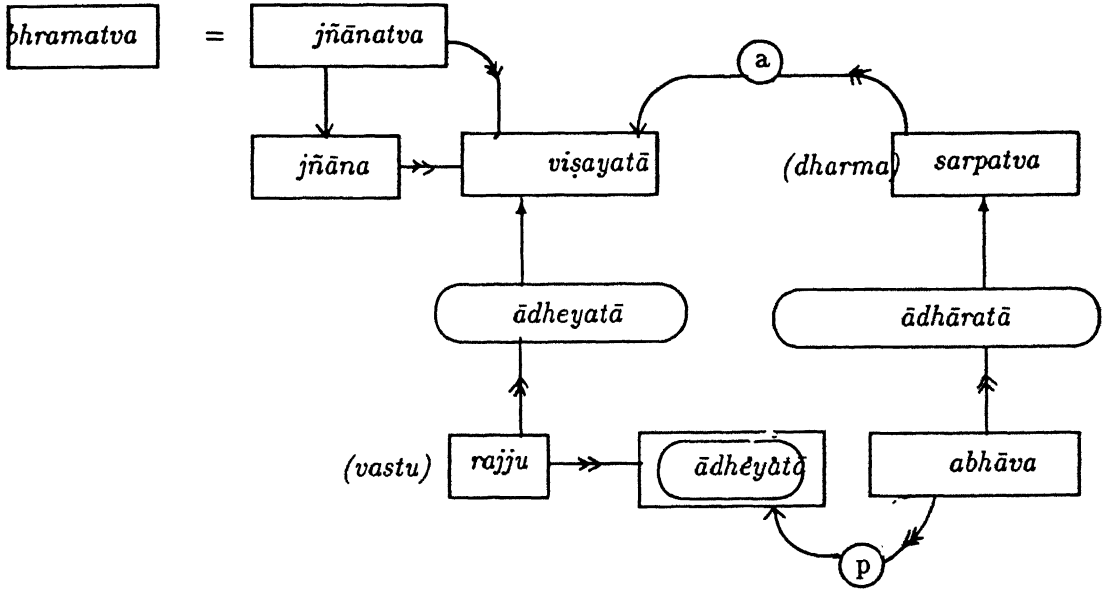 bhramatva = jñānatva
a
jñāna viṣayatā (dharma) sarpatva
ādheyatā ādhāratā
(vastu) rajju ādheyatā abhāva
p